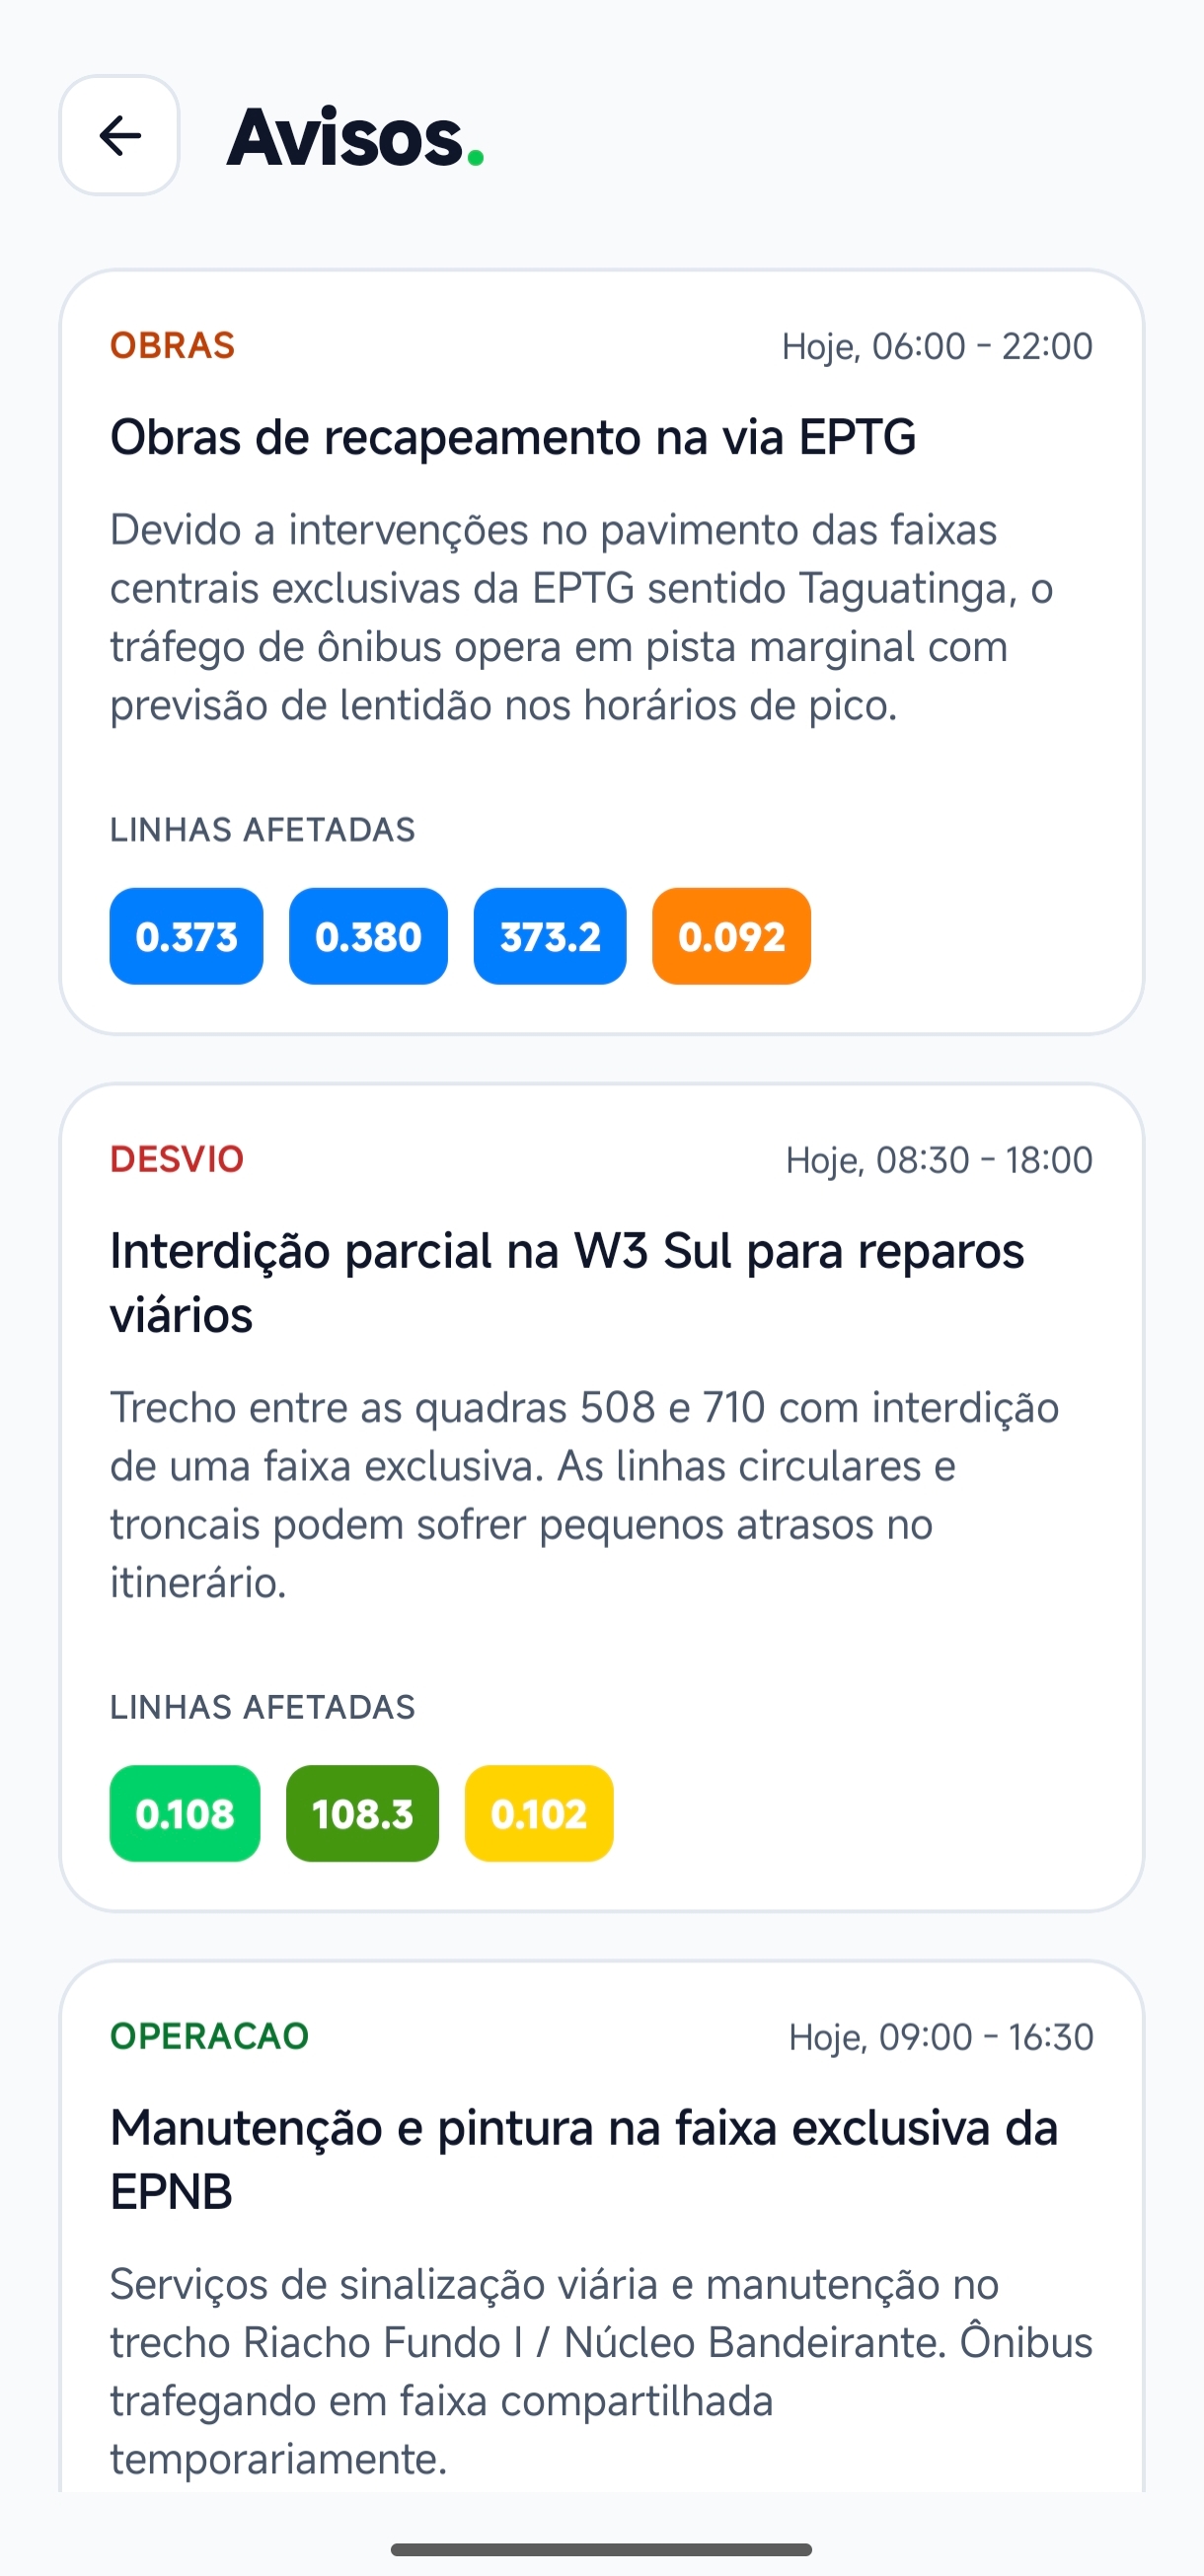 Avisos.
OBRAS
Hoje, 06:00 - 22:00
Obras de recapeamento na via EPTG
Devido a intervenções no pavimento das faixas
centrais exclusivas da EPTG sentido Taguatinga, o
tráfego de ônibus opera em pista marginal com
previsão de lentidão nos horários de pico.
LINHAS AFETADAS
0.373 0.380 373.2 0.092
DESVIO
Hoje, 08:30 - 18:00
Interdição parcial na W3 Sul para reparos
viários
Trecho entre as quadras 508 e 710 com interdição
de uma faixa exclusiva. As linhas circulares e
troncais podem sofrer pequenos atrasos no
itinerário.
LINHAS AFETADAS
0.108 108.3 0.102
OPERACAO
Hoje, 09:00 - 16:30
Manutenção e pintura na faixa exclusiva da
EPNB
Serviços de sinalização viária e manutenção no
trecho Riacho Fundo I / Núcleo Bandeirante. Ônibus
trafegando em faixa compartilhada
temporariamente.